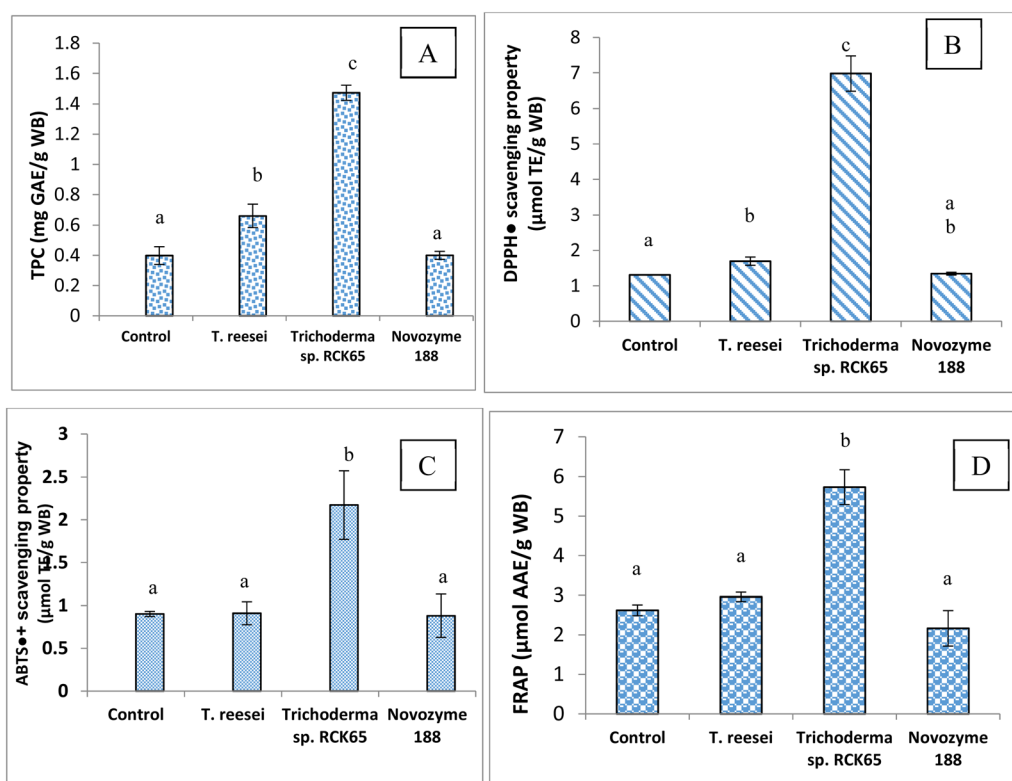 A
TPC (mg GAE/g WB)
1.8
1.6
1.4
1.2
1
0.8
0.6
0.4
0.2
0
a
b
c
a
Control
T. reesei
Trichoderma
sp. RCK65
Novozyme
188
B
DPPH● scavenging property
(µmol TE/g WB)
8
7
6
5
4
3
2
1
0
a
b
c
a
b
Control
T. reesei
Trichoderma
sp. RCK65
Novozyme
188
C
ABTS●+ scavenging property
(µmol TE/g WB)
3
2.5
2
1.5
1
0.5
0
a
a
b
a
Control
T. reesei
Trichoderma
sp. RCK65
Novozyme
188
D
FRAP (µmol AAE/g WB)
7
6
5
4
3
2
1
0
a
a
b
a
Control
T. reesei
Trichoderma
sp. RCK65
Novozyme
188